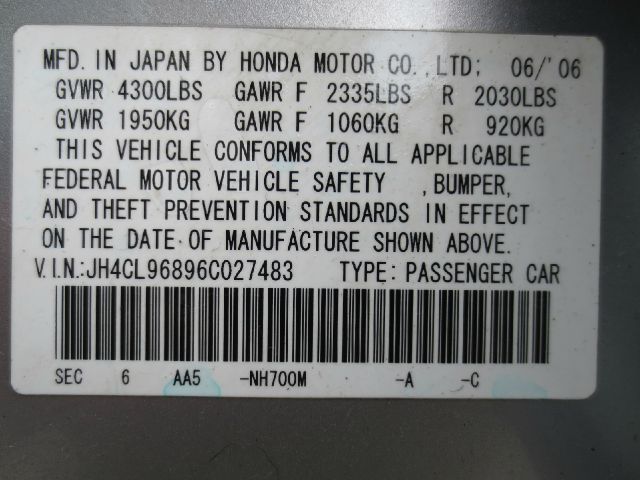 MFD. IN JAPAN BY HONDA MOTOR CO.,LTD; 06/'06
GVWR 4300LBS GAWR F 2335LBS R 2030LBS
GVWR 1950KG GAWR F 1060KG R 920KG
THIS VEHICLE CONFORMS TO ALL APPLICABLE
FEDERAL MOTOR VEHICLE SAFETY ,BUMPER,
AND THEFT PREVENTION STANDARDS IN EFFECT
ON THE DATE OF MANUFACTURE SHOWN ABOVE.
V.I.N.:JH4CL96896C027483 TYPE: PASSENGER CAR
SEC 6 AA5 -NH700M -A -C